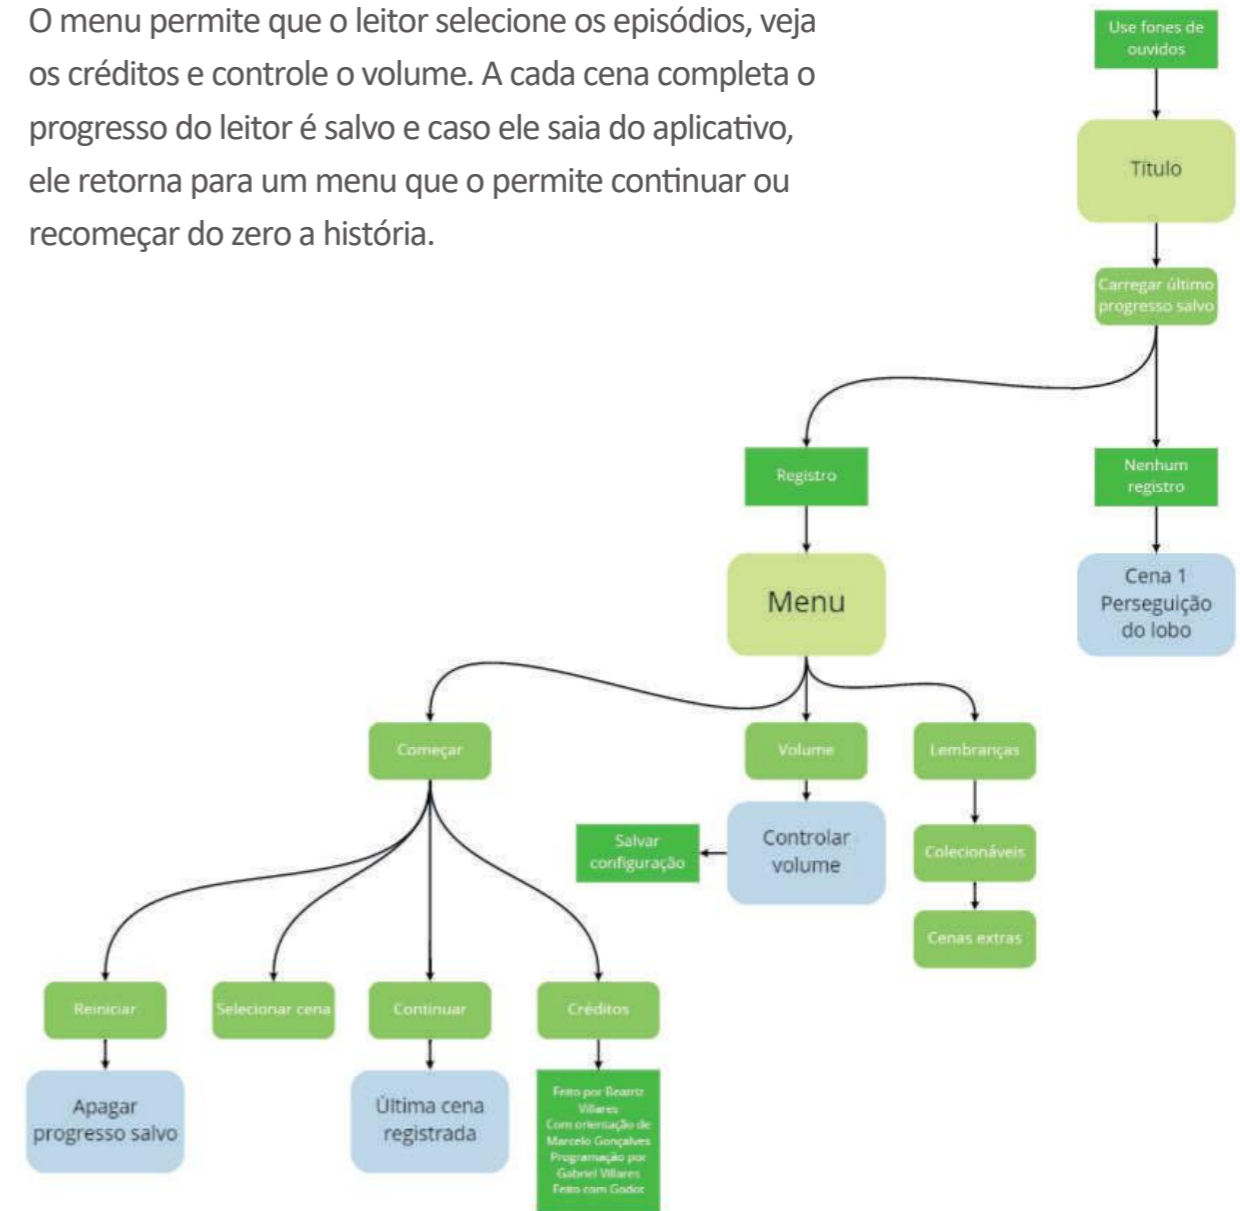 O menu permite que o leitor selecione os episódios, veja
os créditos e controle o volume. A cada cena completa o
progresso do leitor é salvo e caso ele saia do aplicativo,
ele retorna para um menu que o permite continuar ou
recomeçar do zero a história.
Use fones de
ouvidos
Título
Carregar último
progresso salvo
Registro
Nenhum
registro
Menu
Cena 1
Perseguição
do lobo
Começar
Volume
Lembranças
Salvar
configuração
Controlar
volume
Colecionáveis
Cenas extras
Reiniciar
Selecionar cena
Continuar
Créditos
Apagar
progresso salvo
Última cena
registrada
Feito por Beatriz
Villares
Com orientação de
Marcelo Gonçalves
Programação por
Gabriel Villares
Feito com Godot